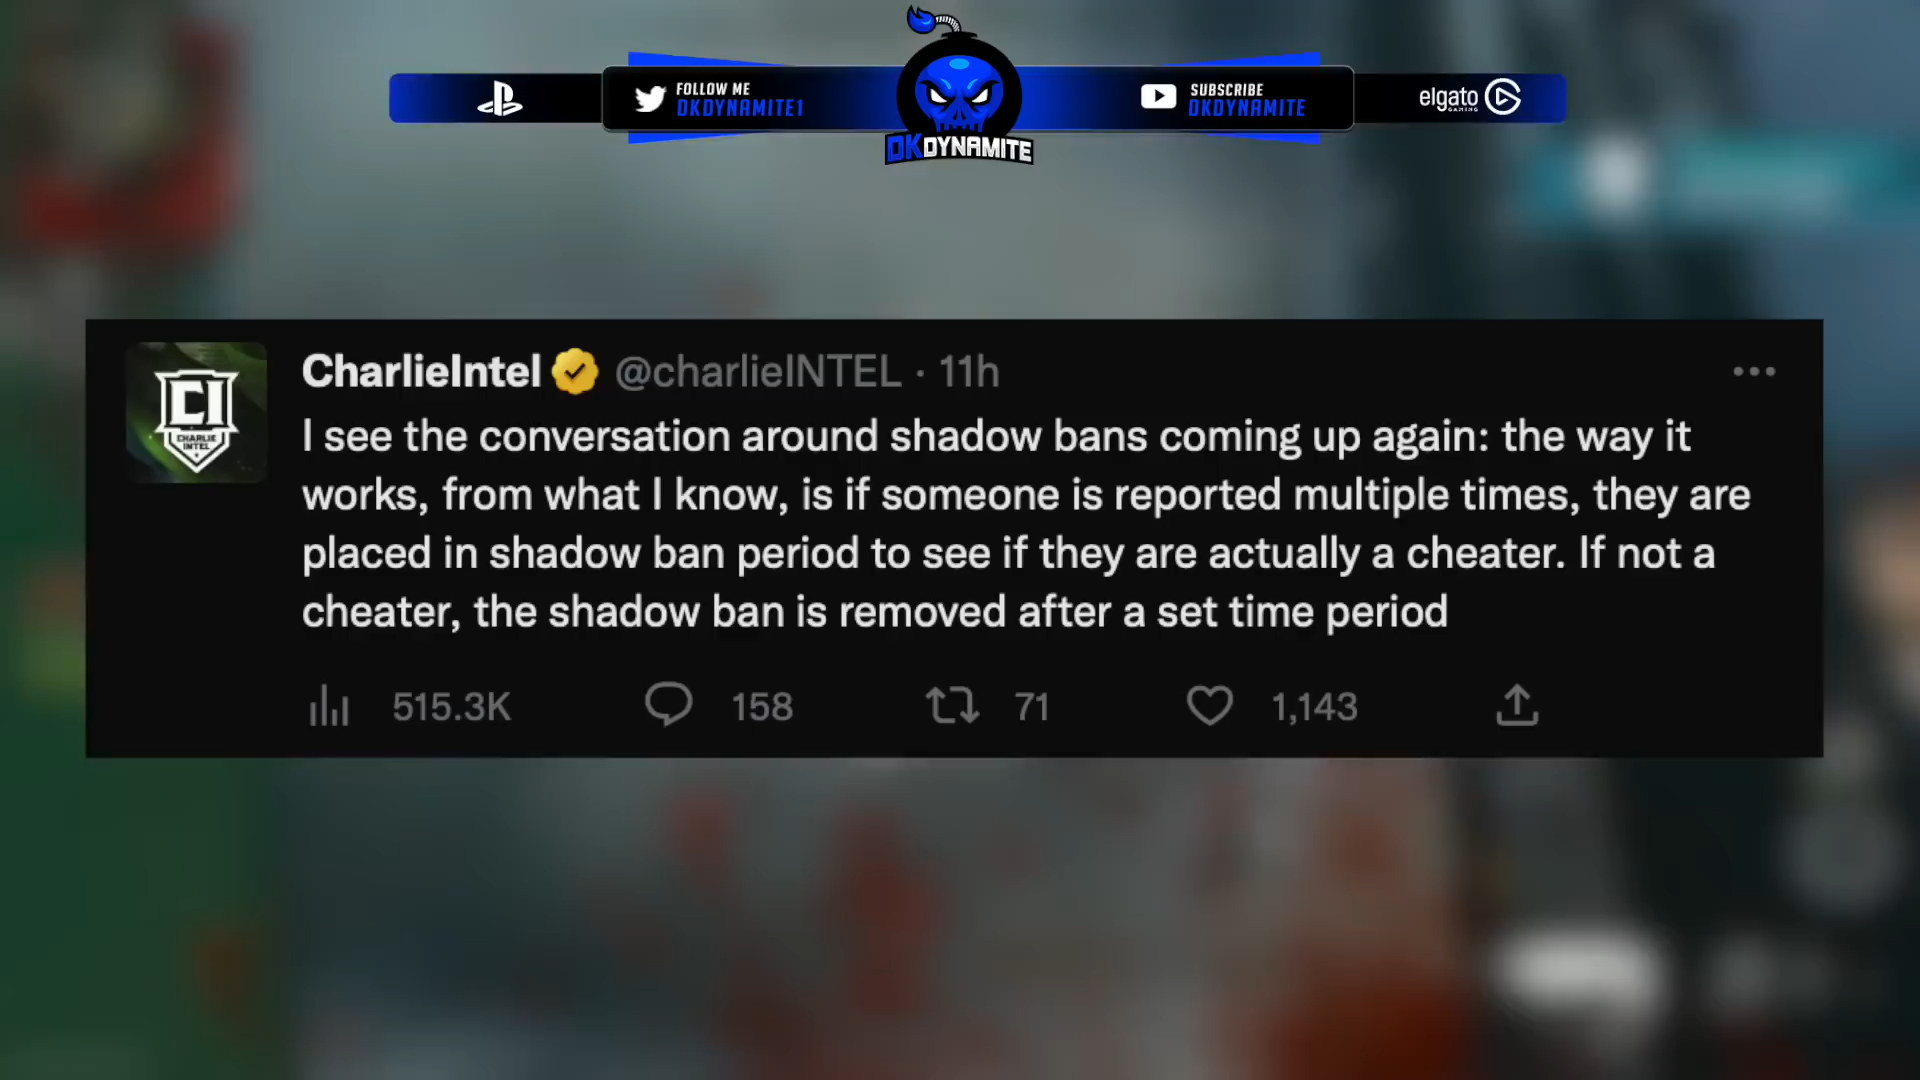 FOLLOW ME
DKDYNAMITE1
SUBSCRIBE
DKDYNAMITE
elgato
GAMING
DKDYNAMITE
CI
CHARLIE
INTEL
CharlieIntel @charlieINTEL · 11h
I see the conversation around shadow bans coming up again: the way it
works, from what I know, is if someone is reported multiple times, they are
placed in shadow ban period to see if they are actually a cheater. If not a
cheater, the shadow ban is removed after a set time period
515.3K 158 71 1,143